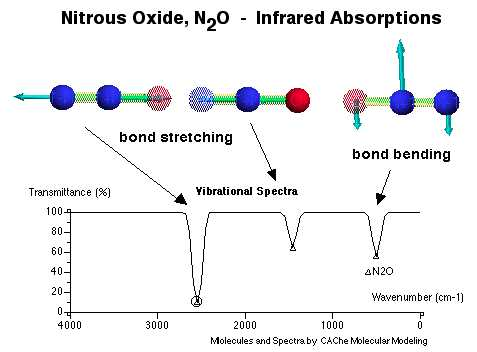 Nitrous Oxide, N2O - Infrared Absorptions
bond stretching
bond bending
Transmittance (%)
Vibrational Spectra
100
80
60
40
20
0
ΔN2O
Wavenumber (cm-1)
4000 3000 2000 1000 0
Molecules and Spectra by CAChe Molecular Modeling